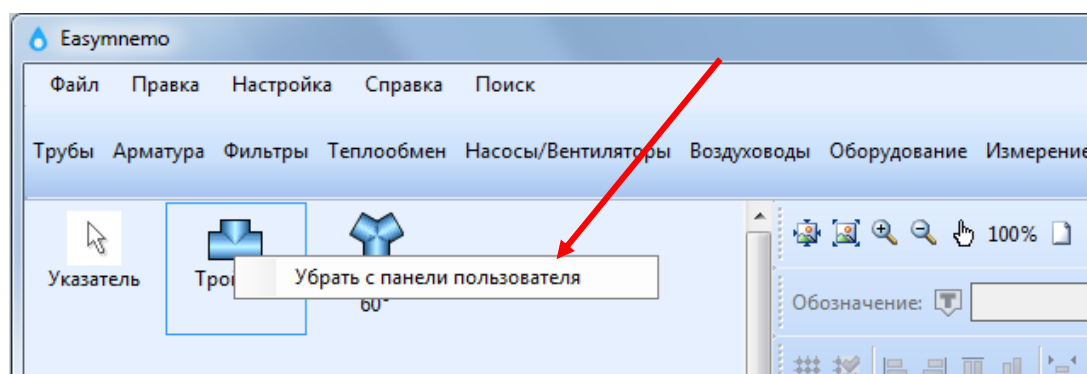 Easymnemo
Файл Правка Настройка Справка Поиск
Трубы Арматура Фильтры Теплообмен Насосы/Вентиляторы Воздуховоды Оборудование Измерение
100%
Указатель
Убрать с панели пользователя
60°
Обозначение: